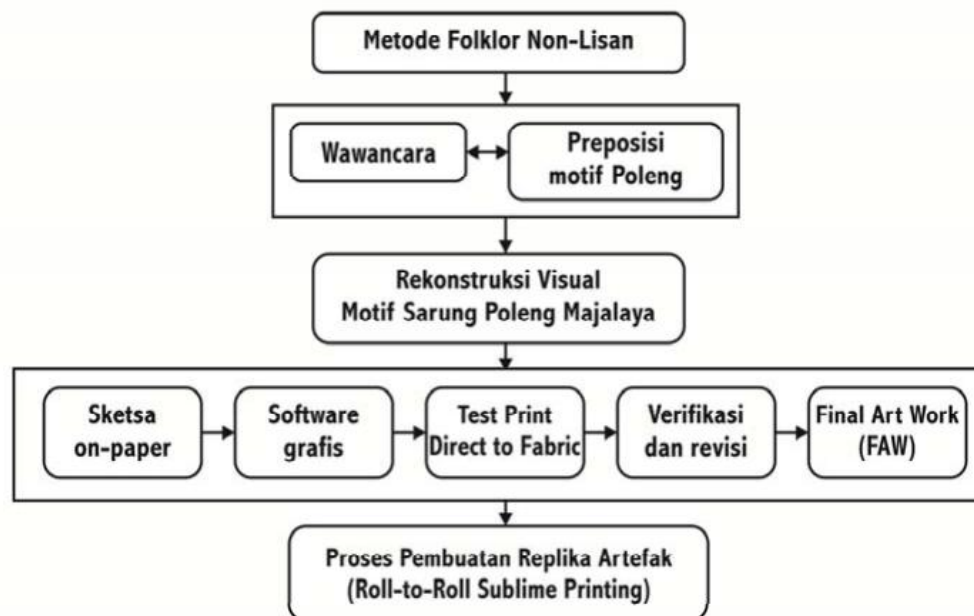 Metode Folklor Non-Lisan
Wawancara
Preposisi
motif Poleng
Rekonstruksi Visual
Motif Sarung Poleng Majalaya
Sketsa
on-paper
Software
grafis
Test Print
Direct to Fabric
Verifikasi
dan revisi
Final Art Work
(FAW)
Proses Pembuatan Replika Artefak
(Roll-to-Roll Sublime Printing)